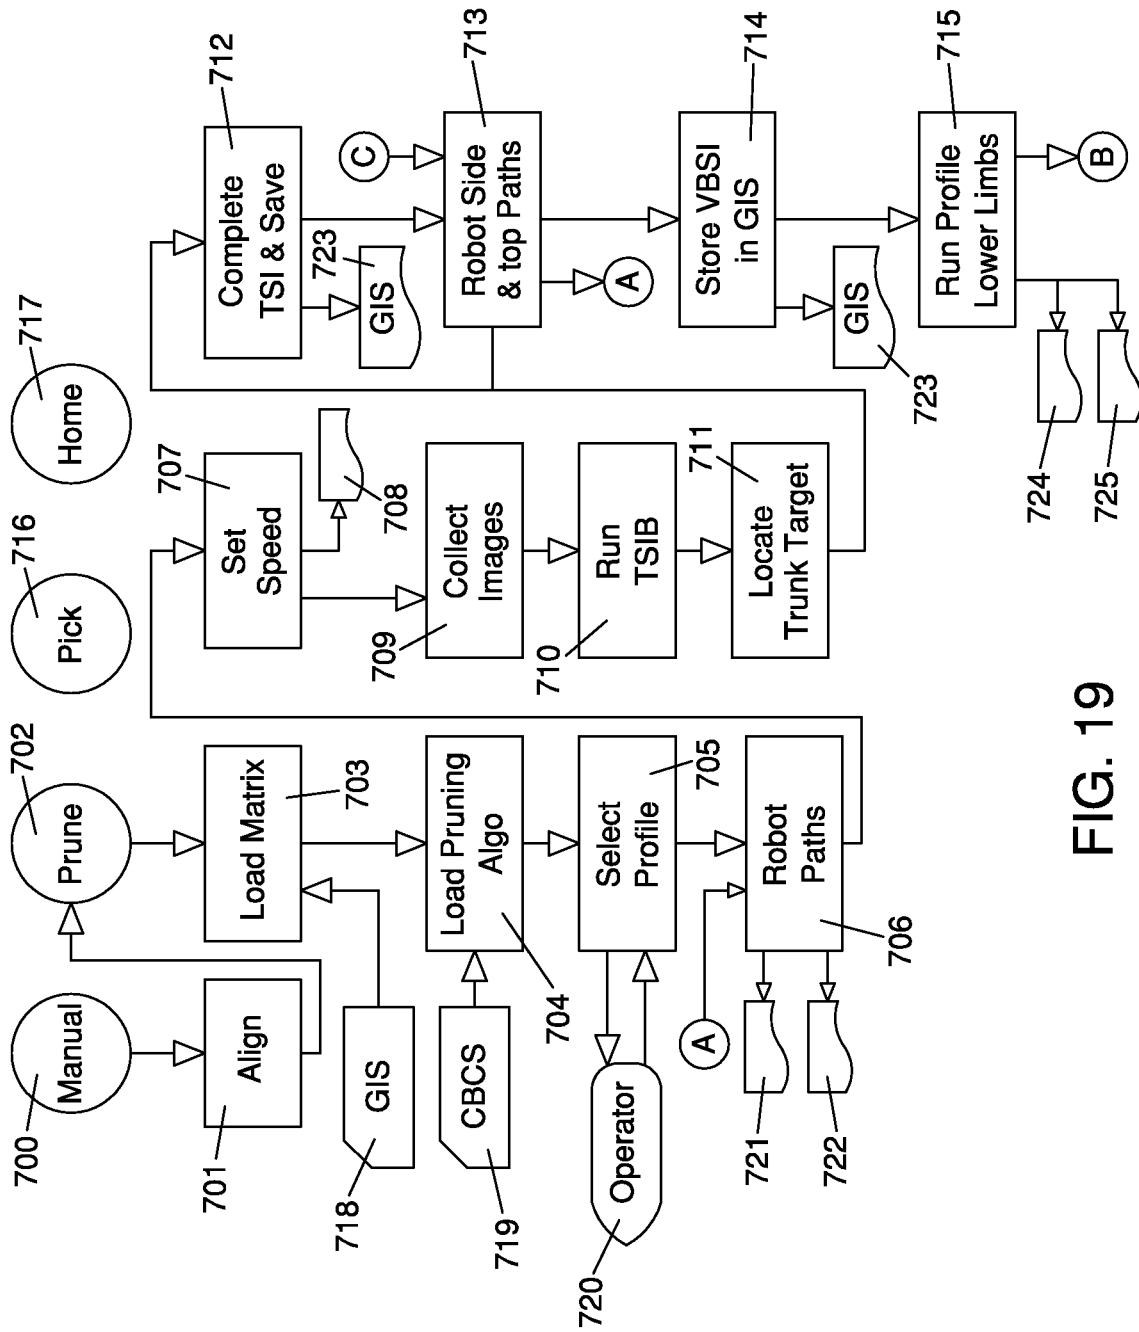 700
Manual
701
Align
702
Prune
703
Load Matrix
718
GIS
704
Load Pruning
Algo
719
CBCS
705
Select
Profile
720
Operator
706
Robot
Paths
A
721
722
716
Pick
717
Home
707
Set
Speed
708
709
Collect
Images
710
Run
TSIB
711
Locate
Trunk Target
712
Complete
TSI & Save
723
GIS
C
713
Robot Side
& top Paths
A
714
Store VBSI
in GIS
GIS
723
715
Run Profile
Lower Limbs
724
725
B
FIG. 19